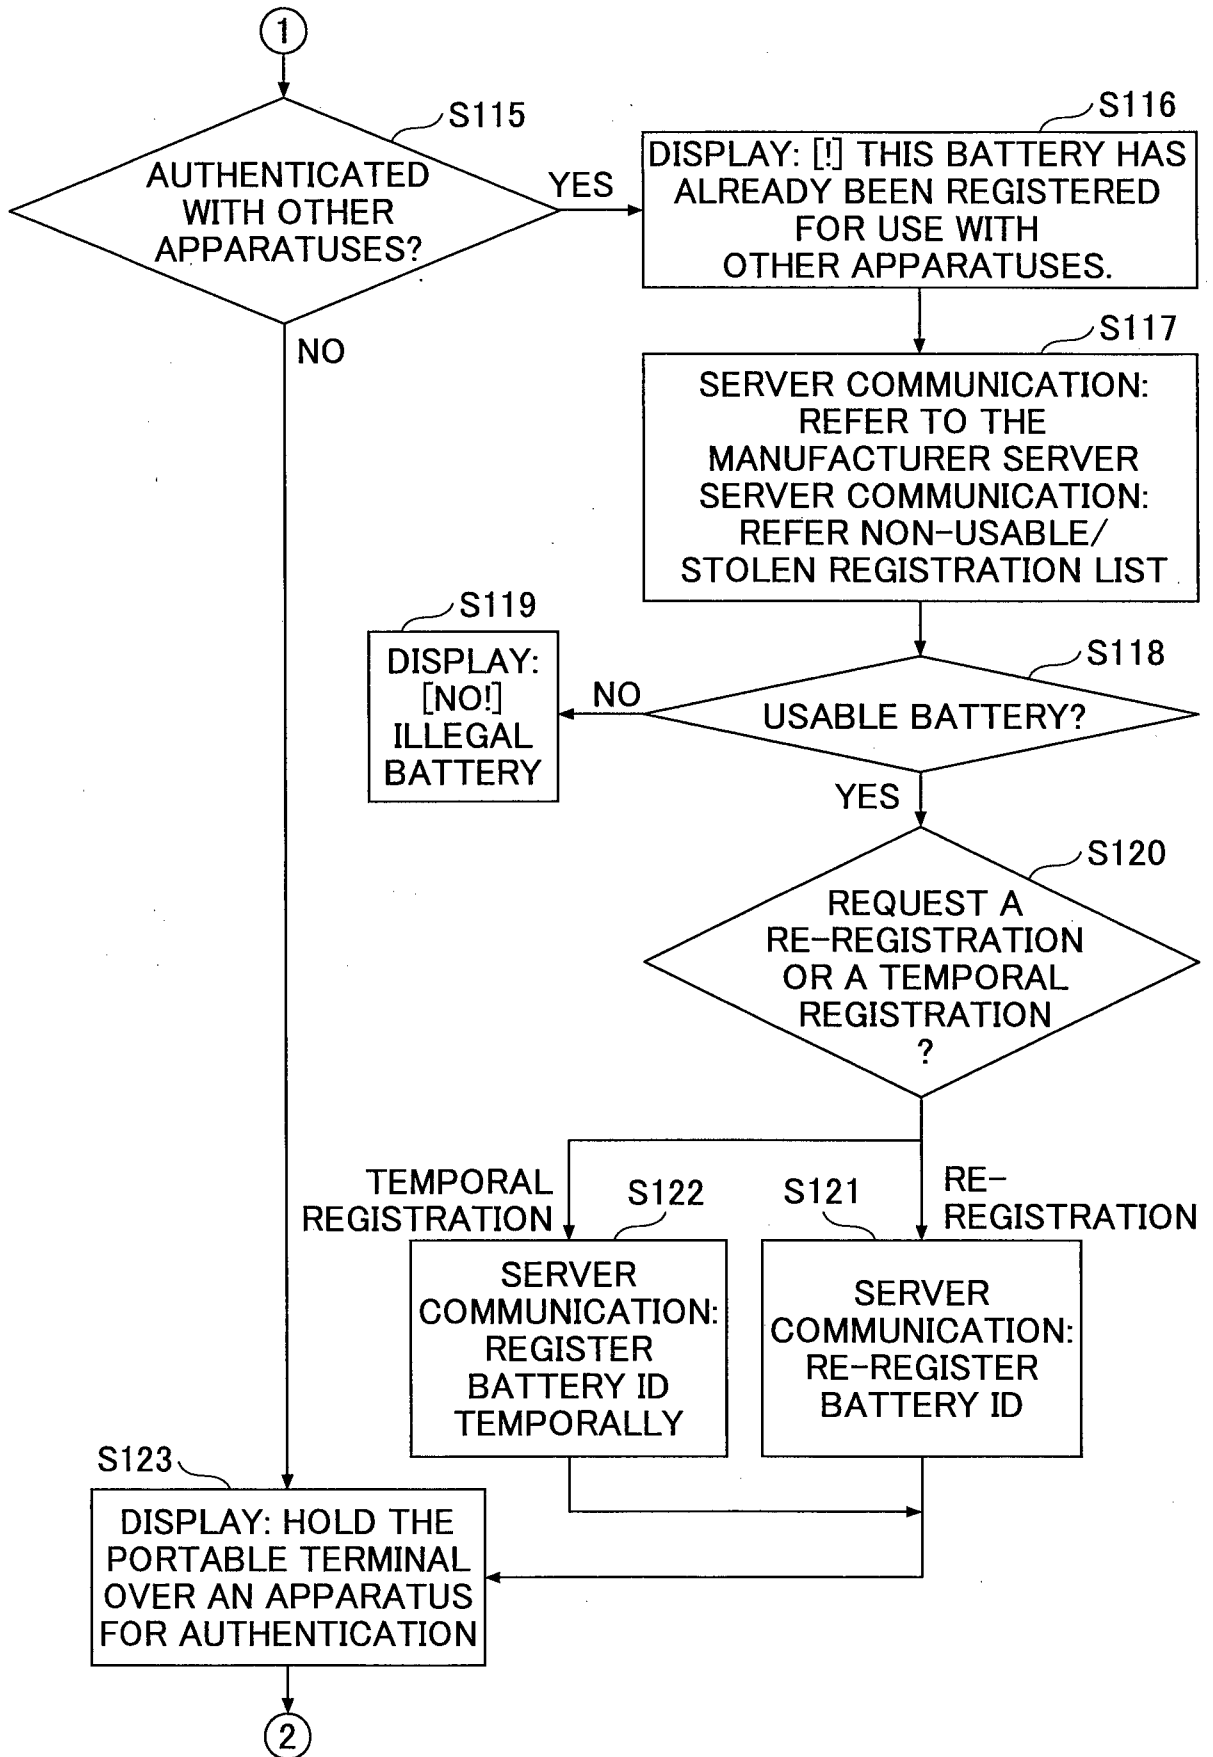 1
S115
AUTHENTICATED
WITH OTHER
APPARATUSES?
YES
NO
S116
DISPLAY: [!] THIS BATTERY HAS
ALREADY BEEN REGISTERED
FOR USE WITH
OTHER APPARATUSES.
S117
SERVER COMMUNICATION:
REFER TO THE
MANUFACTURER SERVER
SERVER COMMUNICATION:
REFER NON-USABLE/
STOLEN REGISTRATION LIST
S118
USABLE BATTERY?
NO
YES
S119
DISPLAY:
[NO!]
ILLEGAL
BATTERY
S120
REQUEST A
RE-REGISTRATION
OR A TEMPORAL
REGISTRATION
?
TEMPORAL
REGISTRATION
RE-
REGISTRATION
S122
SERVER
COMMUNICATION:
REGISTER
BATTERY ID
TEMPORALLY
S121
SERVER
COMMUNICATION:
RE-REGISTER
BATTERY ID
S123
DISPLAY: HOLD THE
PORTABLE TERMINAL
OVER AN APPARATUS
FOR AUTHENTICATION
2